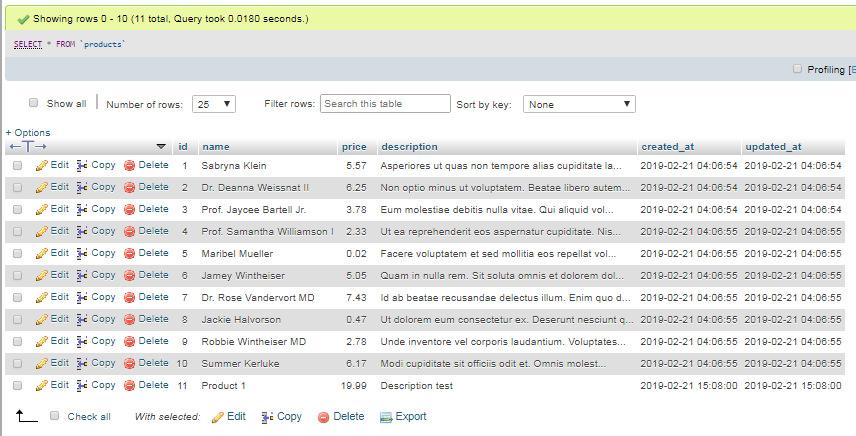 Showing rows 0 - 10 (11 total, Query took 0.0180 seconds.)
SELECT * FROM `products`
Profiling [
Show all Number of rows: 25 Filter rows: Search this table Sort by key: None
+ Options
id name price description created_at updated_at
Edit Copy Delete 1 Sabryna Klein 5.57 Asperiores ut quas non tempore alias cupiditate la... 2019-02-21 04:06:54 2019-02-21 04:06:54
Edit Copy Delete 2 Dr. Deanna Weissnat II 6.25 Non optio minus ut voluptatem. Beatae libero autem... 2019-02-21 04:06:54 2019-02-21 04:06:54
Edit Copy Delete 3 Prof. Jaycee Bartell Jr. 3.78 Eum molestiae debitis nulla vitae. Qui aliquid vol... 2019-02-21 04:06:54 2019-02-21 04:06:54
Edit Copy Delete 4 Prof. Samantha Williamson I 2.33 Ut ea reprehenderit eos aspernatur cupiditate. Nis... 2019-02-21 04:06:55 2019-02-21 04:06:55
Edit Copy Delete 5 Maribel Mueller 0.02 Facere voluptatem et sed mollitia eos repellat vol... 2019-02-21 04:06:55 2019-02-21 04:06:55
Edit Copy Delete 6 Jamey Wintheiser 5.05 Quam in nulla rem. Sit soluta omnis et dolorem dol... 2019-02-21 04:06:55 2019-02-21 04:06:55
Edit Copy Delete 7 Dr. Rose Vandervort MD 7.43 Id ab beatae recusandae delectus illum. Enim quo d... 2019-02-21 04:06:55 2019-02-21 04:06:55
Edit Copy Delete 8 Jackie Halvorson 0.47 Ut dolorem eum consectetur ex. Deserunt nesciunt q... 2019-02-21 04:06:55 2019-02-21 04:06:55
Edit Copy Delete 9 Robbie Wintheiser MD 2.78 Unde inventore vel corporis laudantium. Voluptates... 2019-02-21 04:06:55 2019-02-21 04:06:55
Edit Copy Delete 10 Summer Kerluke 6.17 Modi cupiditate sit officiis odit et. Omnis molest... 2019-02-21 04:06:55 2019-02-21 04:06:55
Edit Copy Delete 11 Product 1 19.99 Description test 2019-02-21 15:08:00 2019-02-21 15:08:00
Check all With selected: Edit Copy Delete Export